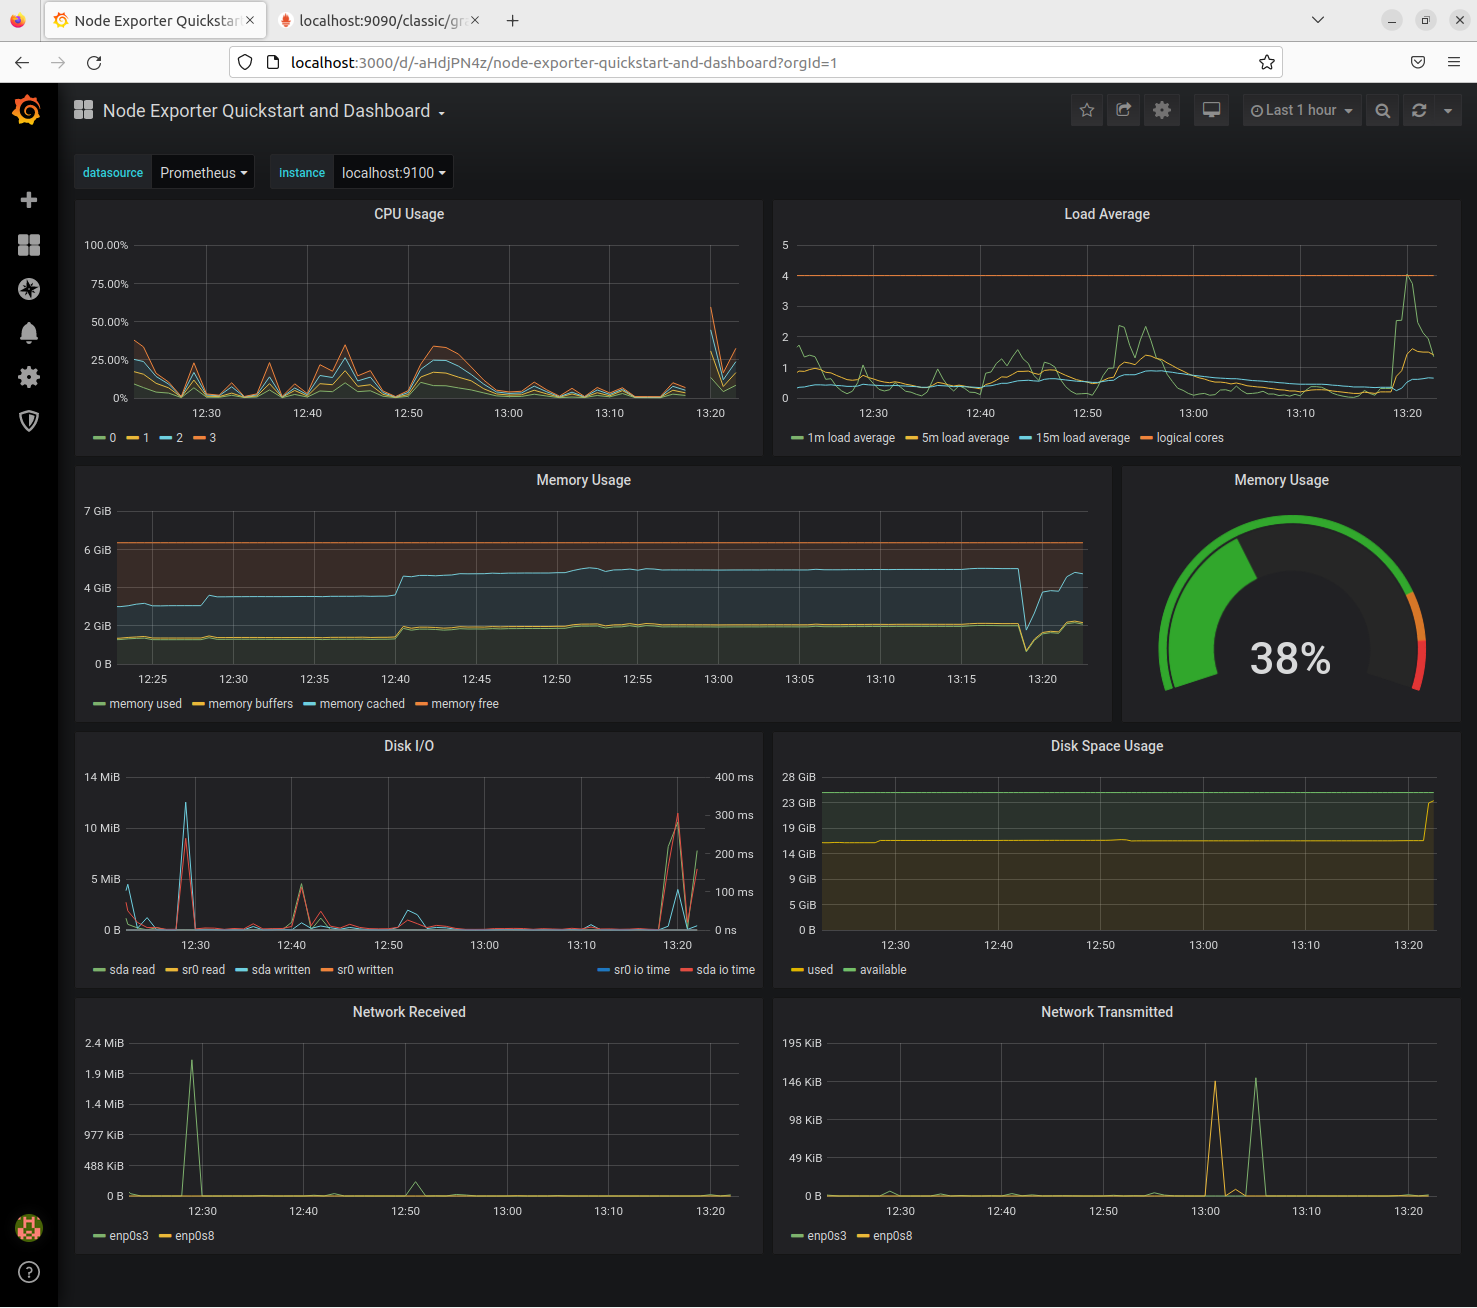 Node Exporter Quickstar
localhost:9090/classic/gr
localhost:3000/d/-aHdjPN4z/node-exporter-quickstart-and-dashboard?orgId=1
Node Exporter Quickstart and Dashboard
Last 1 hour
datasource Prometheus instance localhost:9100
CPU Usage
100.00%
75.00%
50.00%
25.00%
0%
12:30 12:40 12:50 13:00 13:10 13:20
0 1 2 3
Load Average
5
4
3
2
1
0
12:30 12:40 12:50 13:00 13:10 13:20
1m load average 5m load average 15m load average logical cores
Memory Usage
7 GiB
6 GiB
4 GiB
2 GiB
0 B
12:25 12:30 12:35 12:40 12:45 12:50 12:55 13:00 13:05 13:10 13:15 13:20
memory used memory buffers memory cached memory free
Memory Usage
38%
Disk I/O
14 MiB
10 MiB
5 MiB
0 B
400 ms
300 ms
200 ms
100 ms
0 ns
12:30 12:40 12:50 13:00 13:10 13:20
sda read sr0 read sda written sr0 written sr0 io time sda io time
Disk Space Usage
28 GiB
23 GiB
19 GiB
14 GiB
9 GiB
5 GiB
0 B
12:30 12:40 12:50 13:00 13:10 13:20
used available
Network Received
2.4 MiB
1.9 MiB
1.4 MiB
977 KiB
488 KiB
0 B
12:30 12:40 12:50 13:00 13:10 13:20
enp0s3 enp0s8
Network Transmitted
195 KiB
146 KiB
98 KiB
49 KiB
0 B
12:30 12:40 12:50 13:00 13:10 13:20
enp0s3 enp0s8